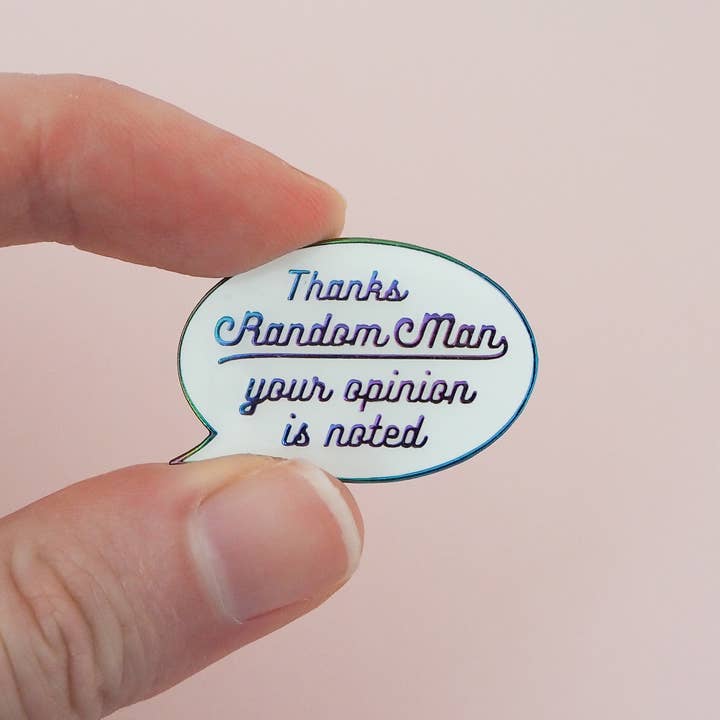 Thanks
Random Man,
your opinion
is noted